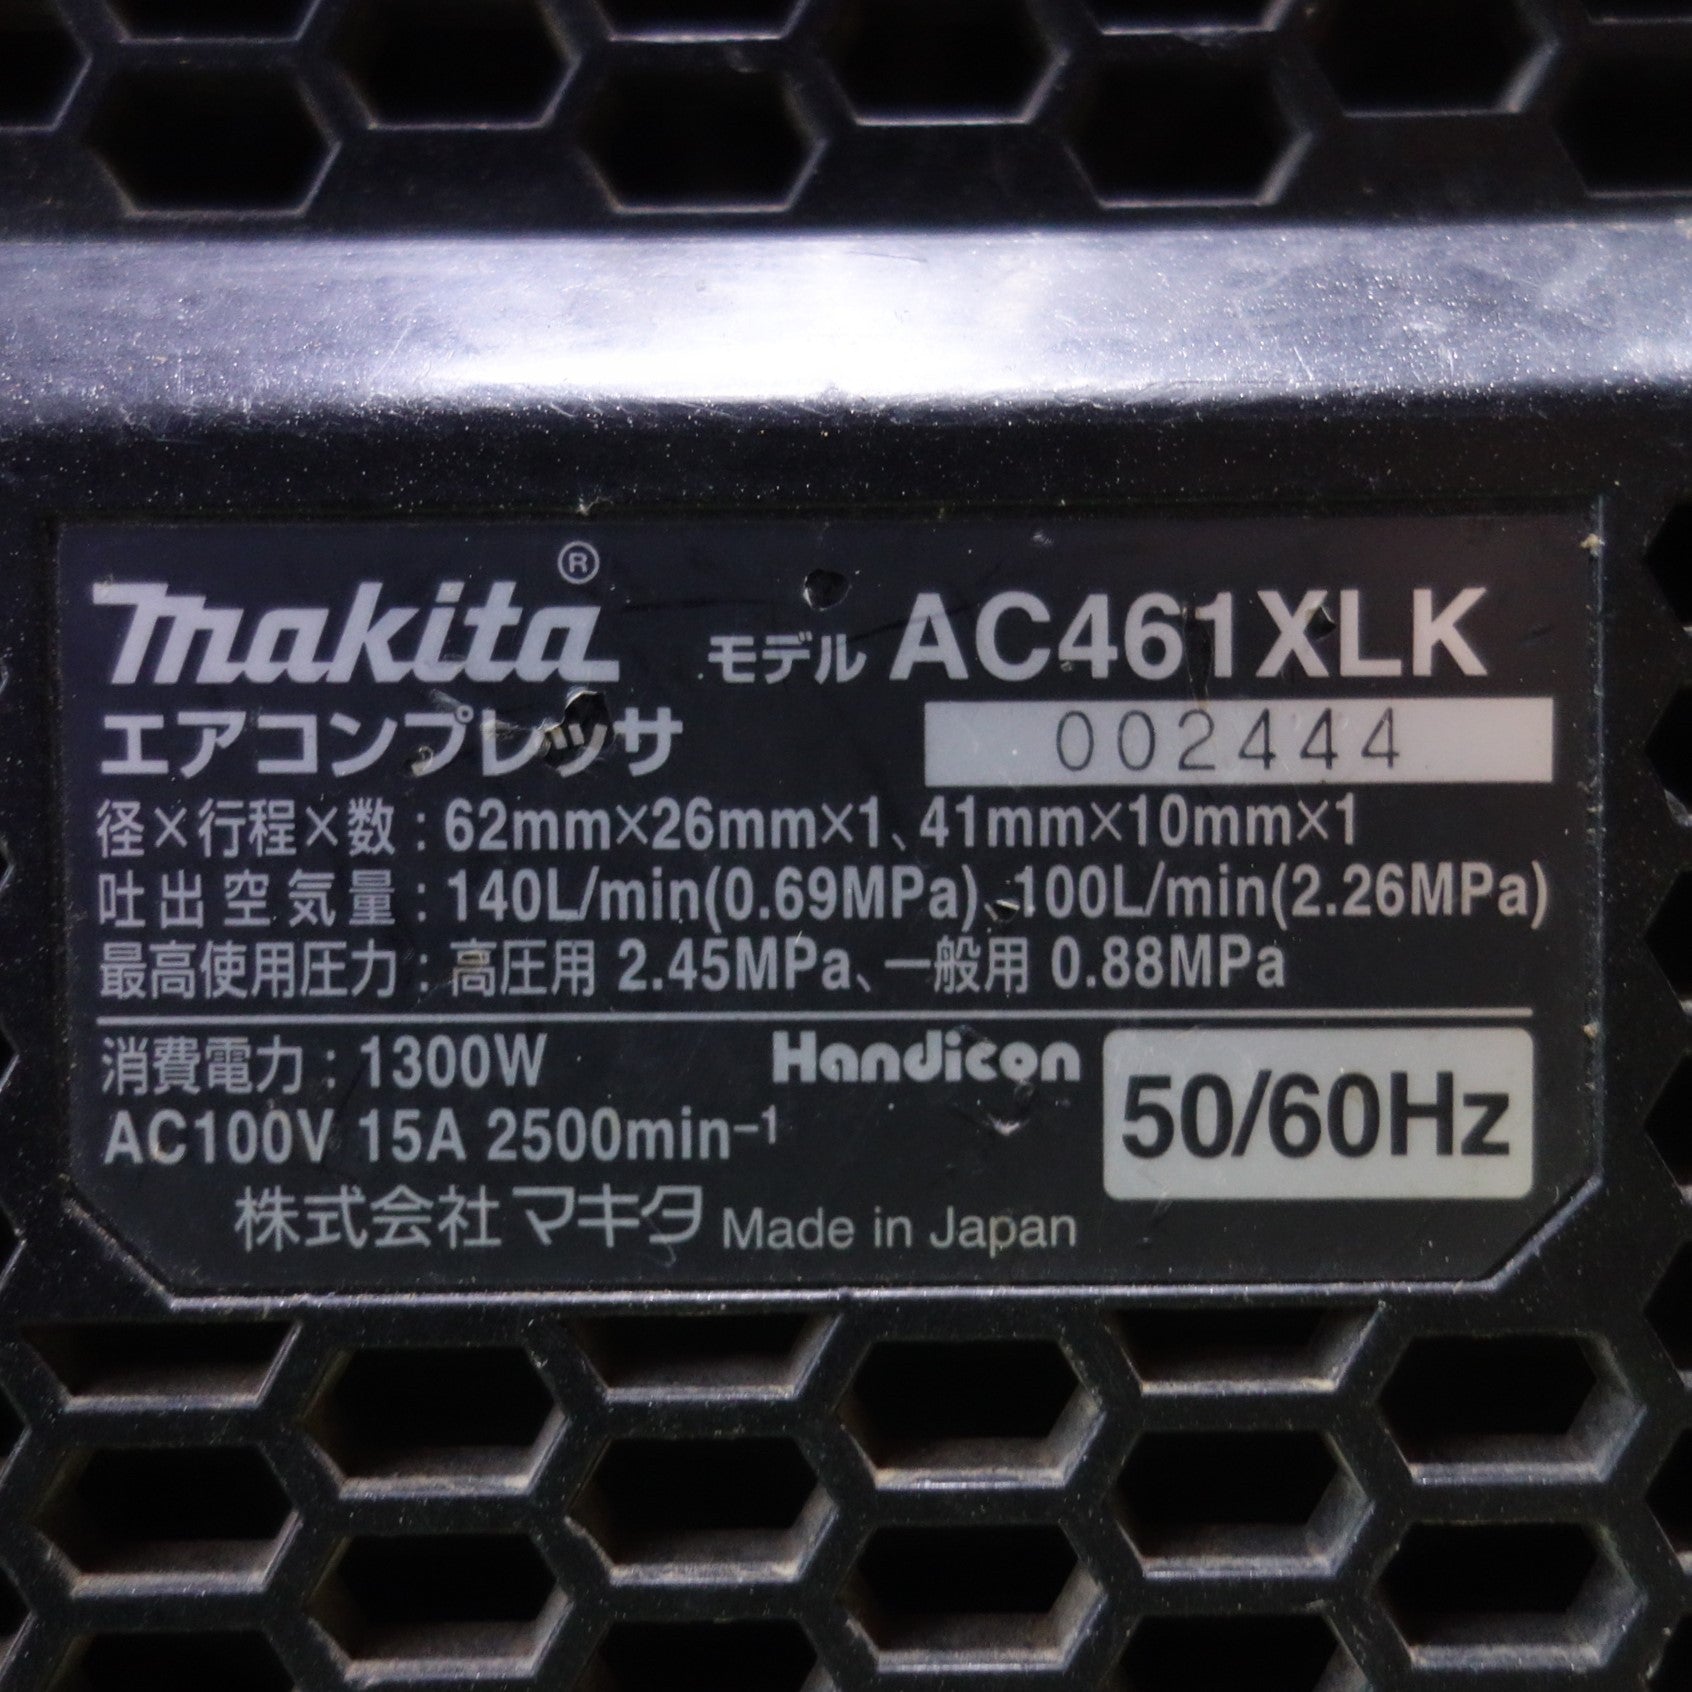 makita® モデル AC461XLK
エアコンプレッサ 002444
径×行程×数：62mm×26mm×1、41mm×10mm×1
吐出空気量：140L/min(0.69MPa)、100L/min(2.26MPa)
最高使用圧力：高圧用 2.45MPa、一般用 0.88MPa
消費電力：1300W Handicon 50/60Hz
AC100V 15A 2500min⁻¹
株式会社マキタ Made in Japan